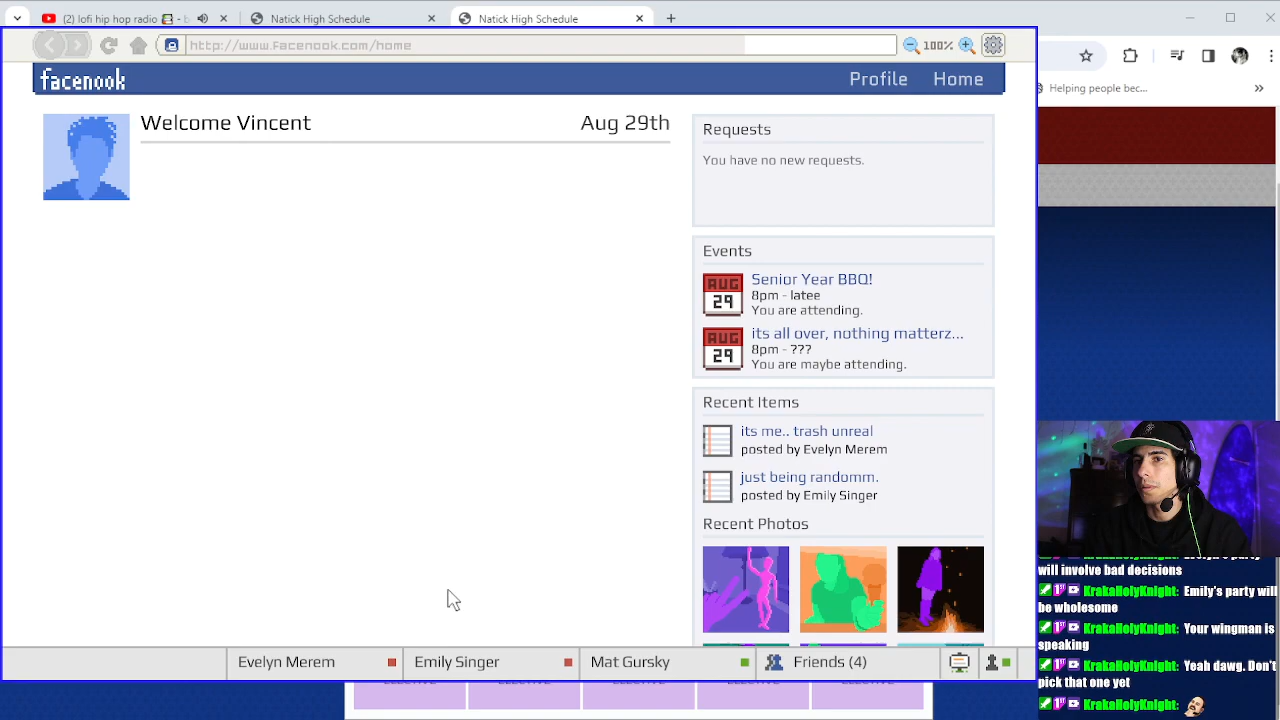 (2) lofi hip hop radio
Natick High Schedule
Natick High Schedule
http://www.facenook.com/home
100%
Helping people bec...
facenook
Profile
Home
Welcome Vincent
Aug 29th
Requests
You have no new requests.
Events
AUG
29
Senior Year BBQ!
8pm - latee
You are attending.
AUG
29
its all over, nothing matterz...
8pm - ???
You are maybe attending.
Recent Items
its me.. trash unreal
posted by Evelyn Merem
just being randomm.
posted by Emily Singer
Recent Photos
Evelyn Merem
Emily Singer
Mat Gursky
Friends (4)
will involve bad decisions
KrakaHolyKnight: Emily's party will
be wholesome
KrakaHolyKnight: Your wingman is
speaking
KrakaHolyKnight: Yeah dawg. Don't
pick that one yet
KrakaHolyKnight: